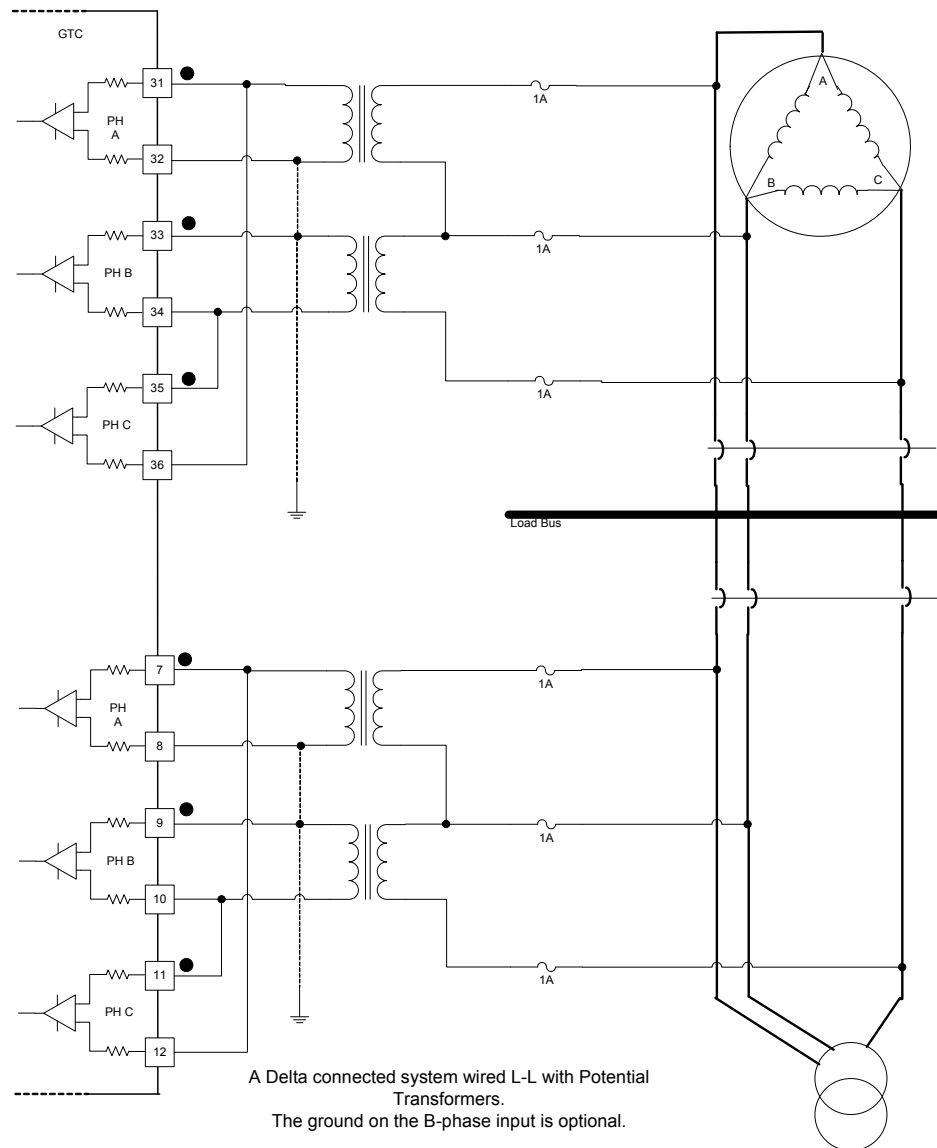 GTC
31
PH
A
32
1A
A
B
C
33
PH B
34
1A
35
PH C
36
1A
Load Bus
7
PH
A
8
1A
9
PH B
10
1A
11
PH C
12
1A
A Delta connected system wired L-L with Potential
Transformers.
The ground on the B-phase input is optional.